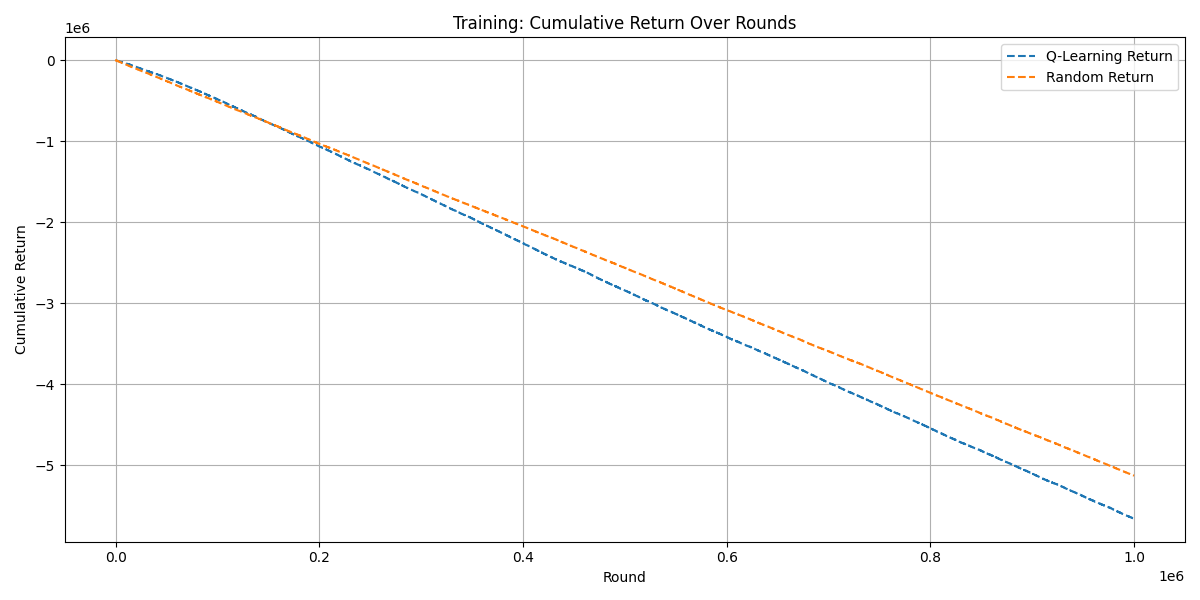 Training: Cumulative Return Over Rounds
1e6
Q-Learning Return
Random Return
0
−1
−2
−3
−4
−5
Cumulative Return
0.0
0.2
0.4
0.6
0.8
1.0
Round
1e6